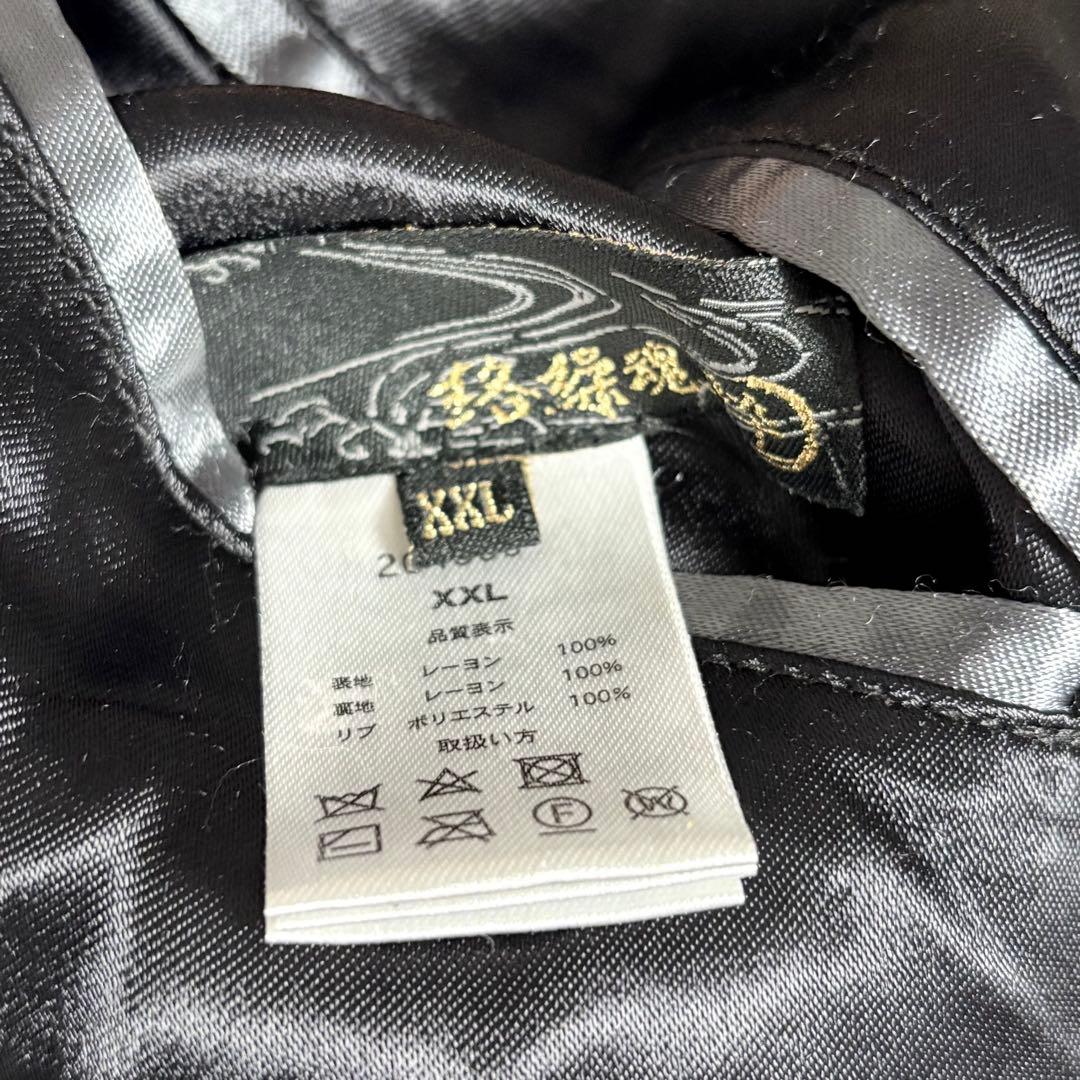 絡繰魂
XXL
XXL
品質表示
表地 レーヨン 100%
裏地 レーヨン 100%
リブ ポリエステル 100%
取扱い方
F
W